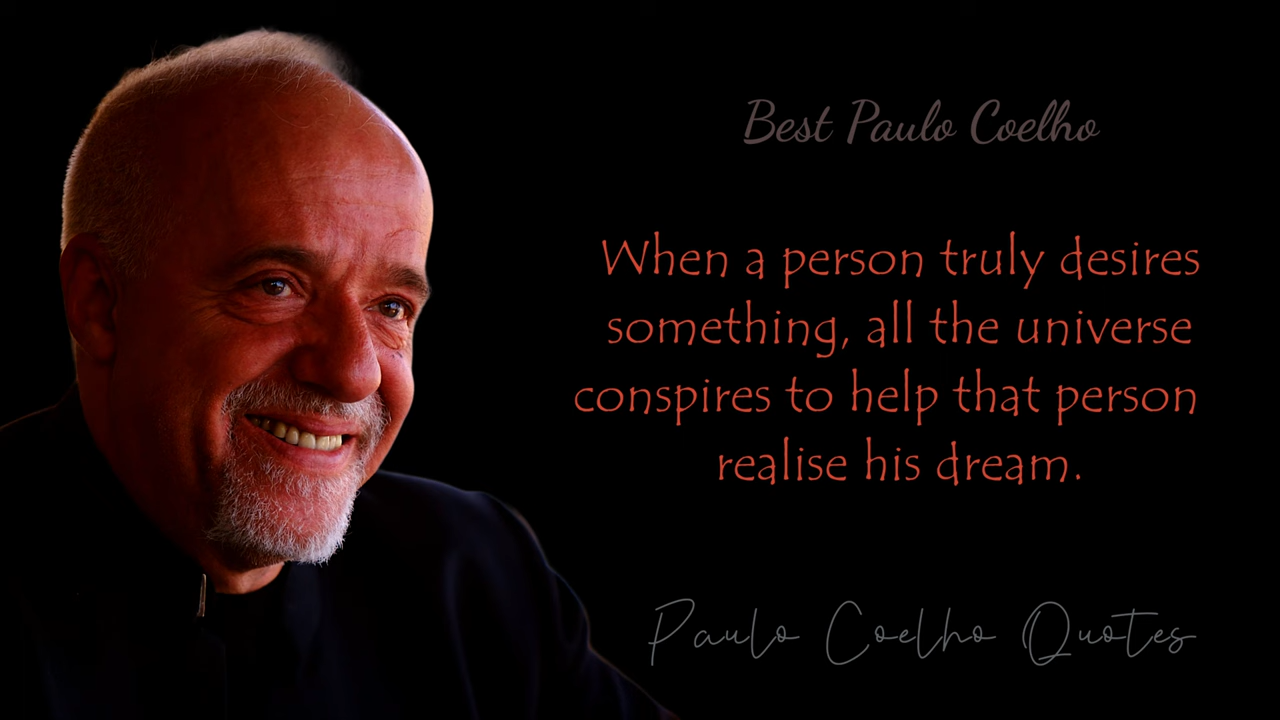 Best Paulo Coelho
When a person truly desires
something, all the universe
conspires to help that person
realise his dream.
Paulo Coelho Quotes